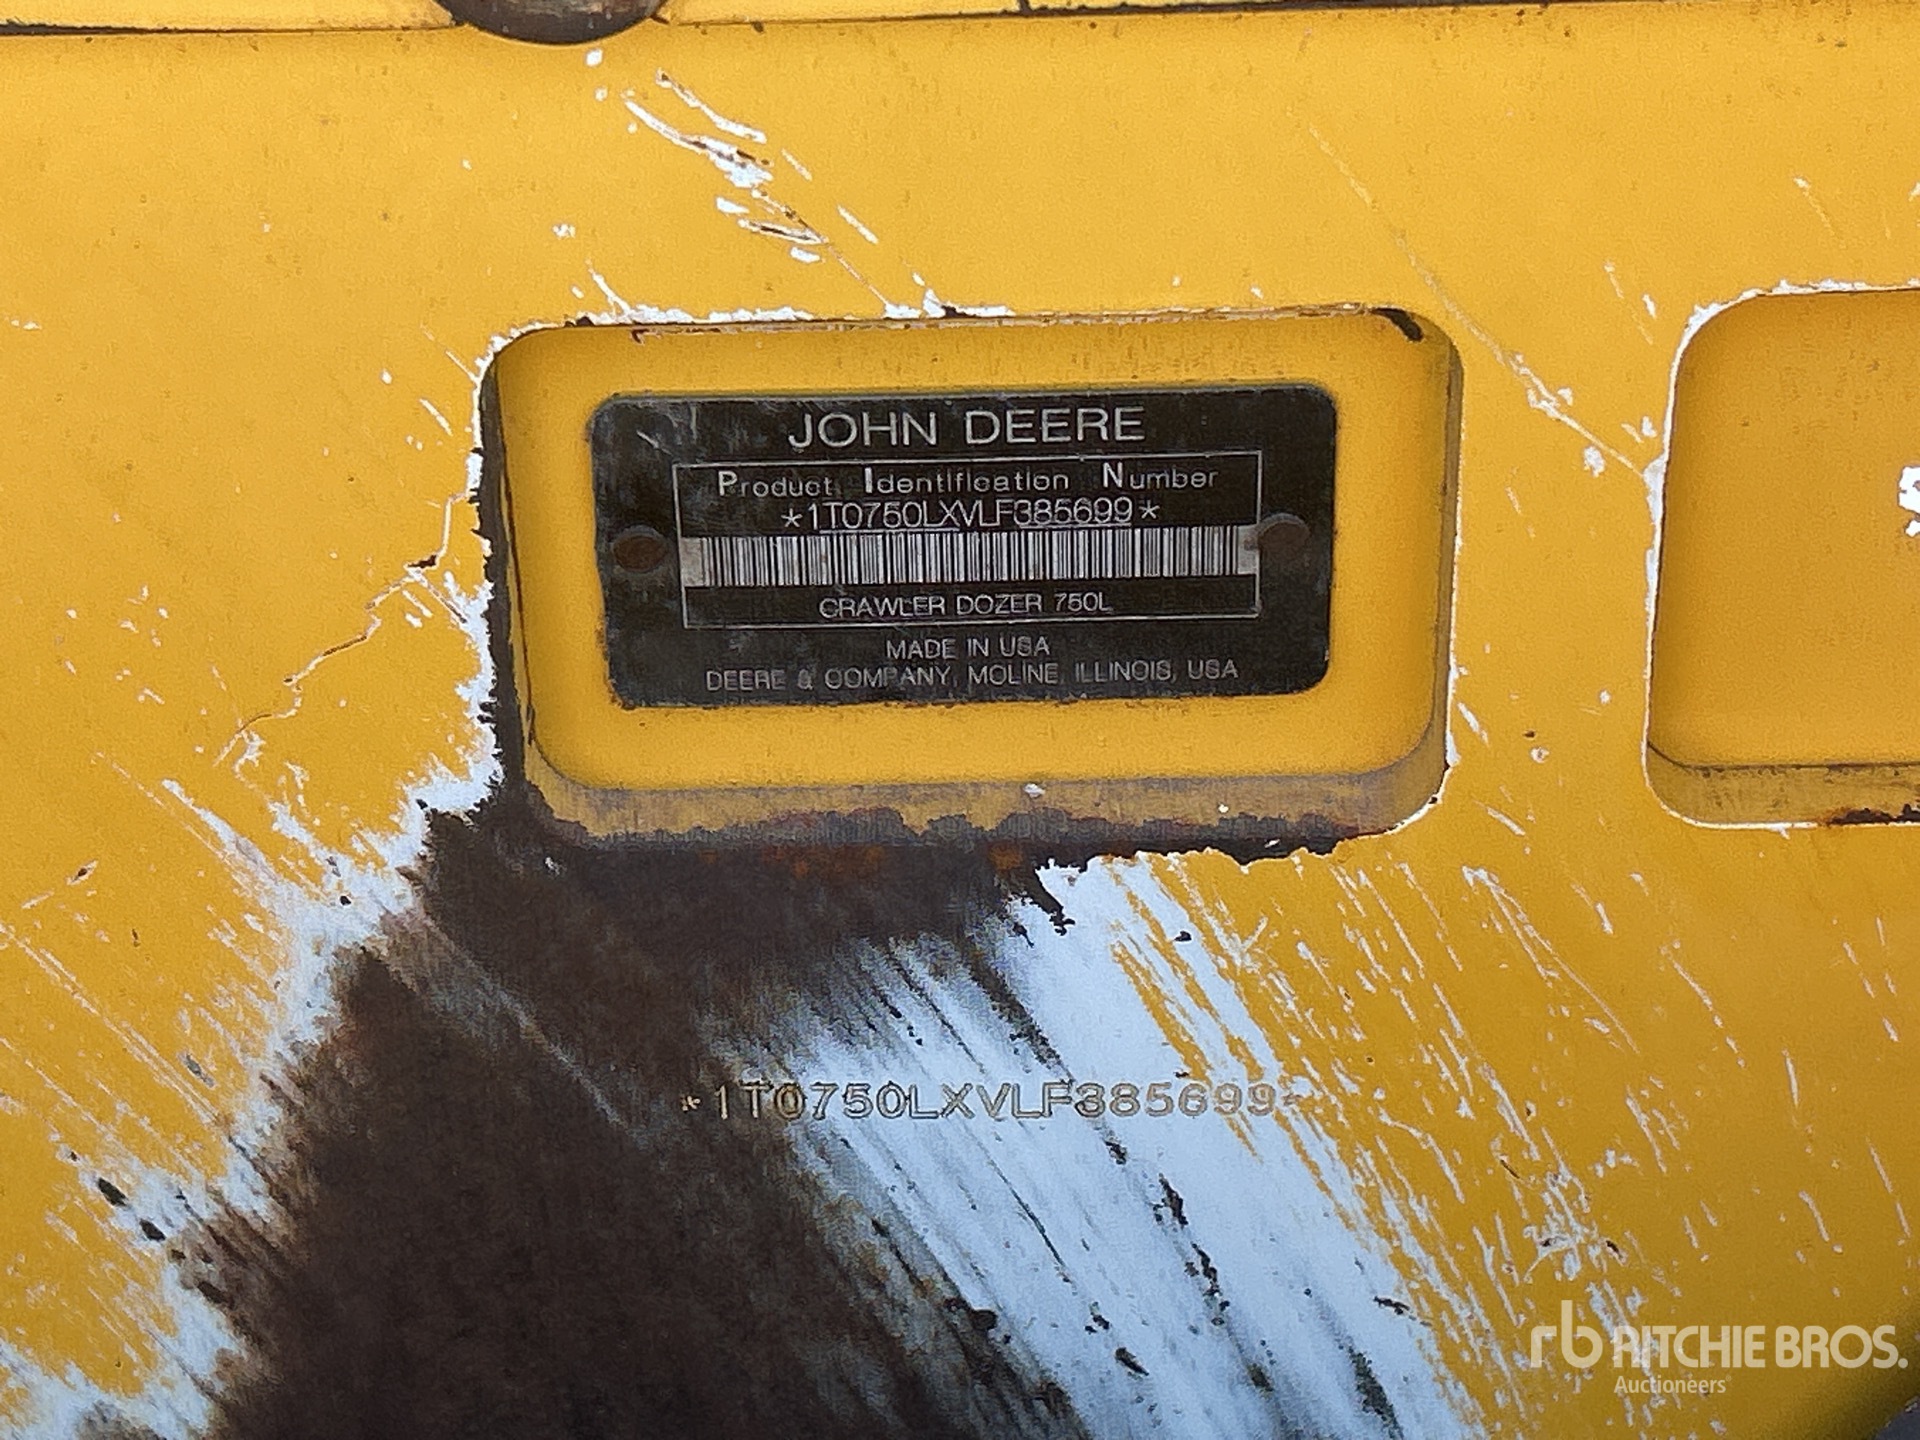 JOHN DEERE
Product Identification Number
*1T0750LXVLF385699*
CRAWLER DOZER 750L
MADE IN USA
DEERE & COMPANY, MOLINE, ILLINOIS, USA
*1T0750LXVLF385699*
rb RITCHIE BROS.
Auctioneers